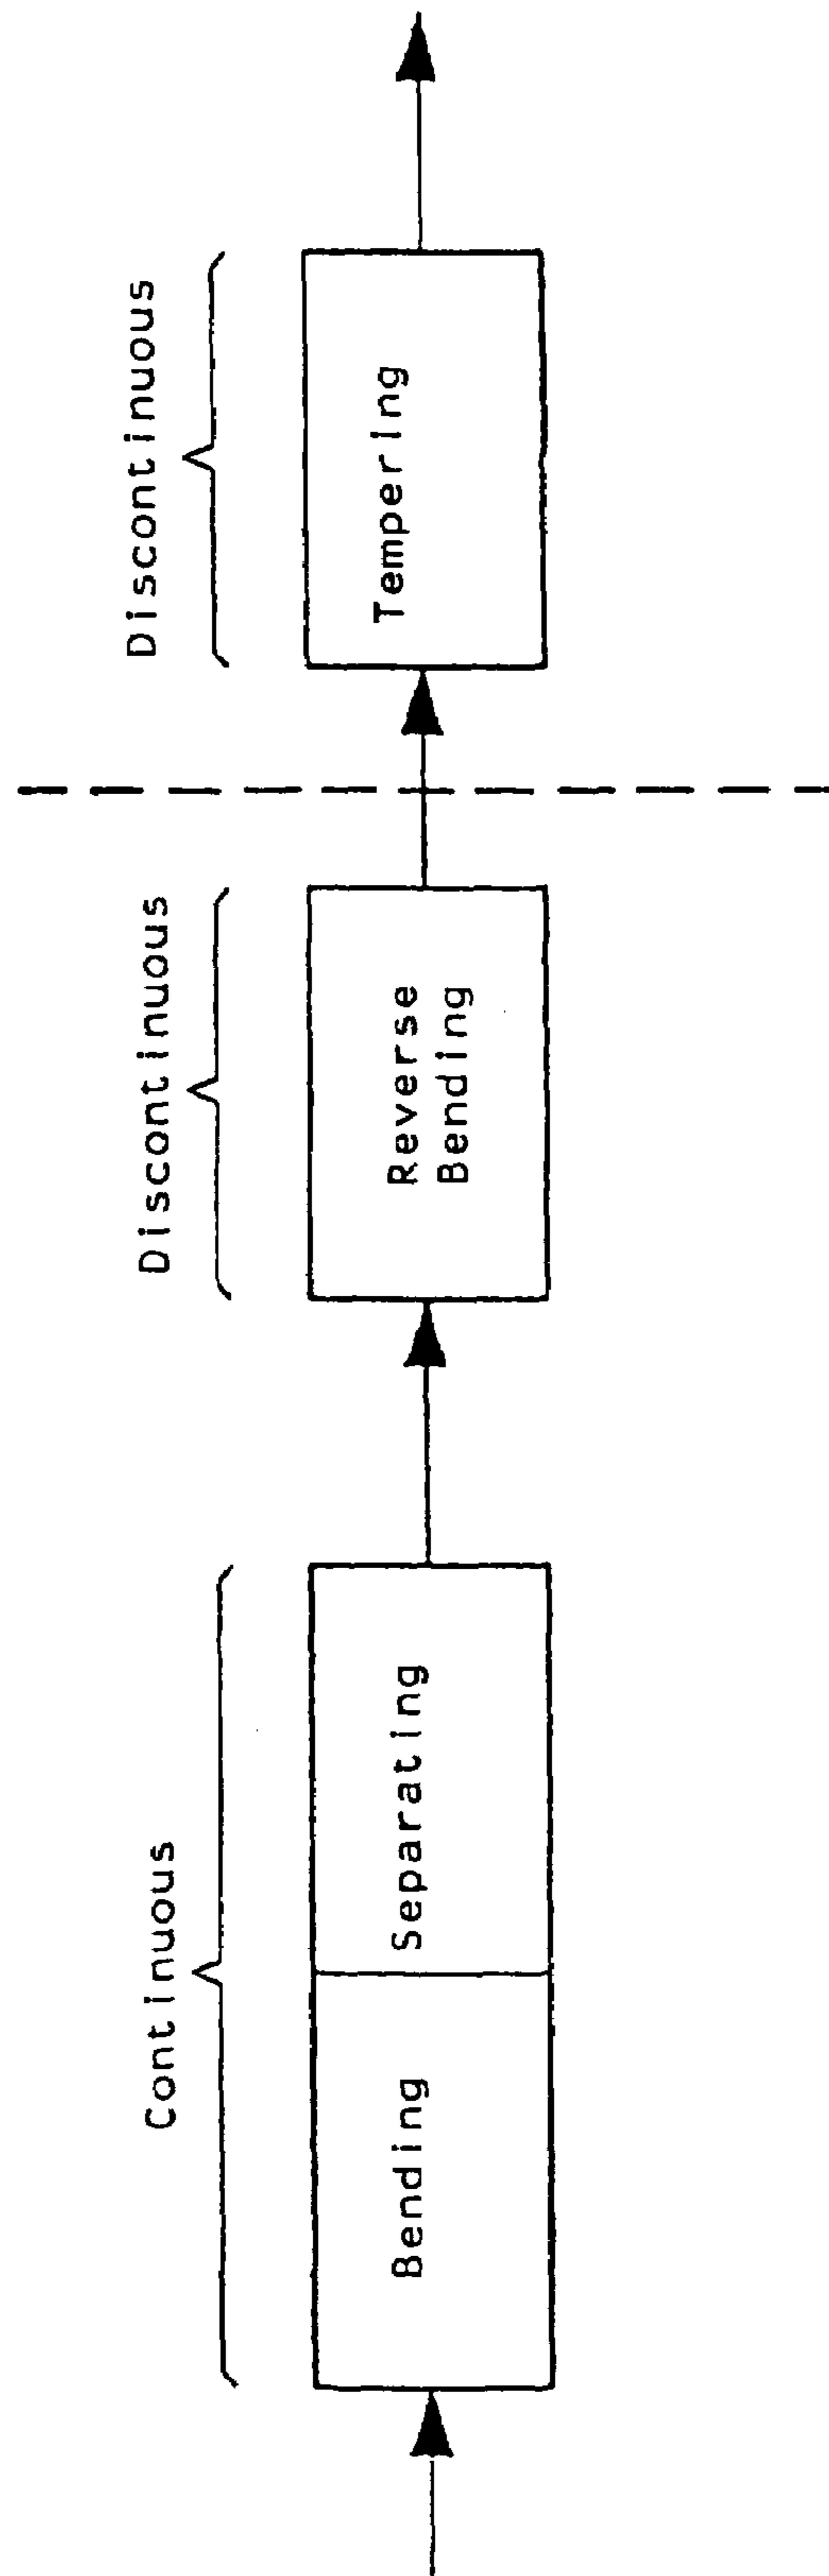 Continuous
Discontinuous
Discontinuous
Bending
Separating
Reverse
Bending
Tempering